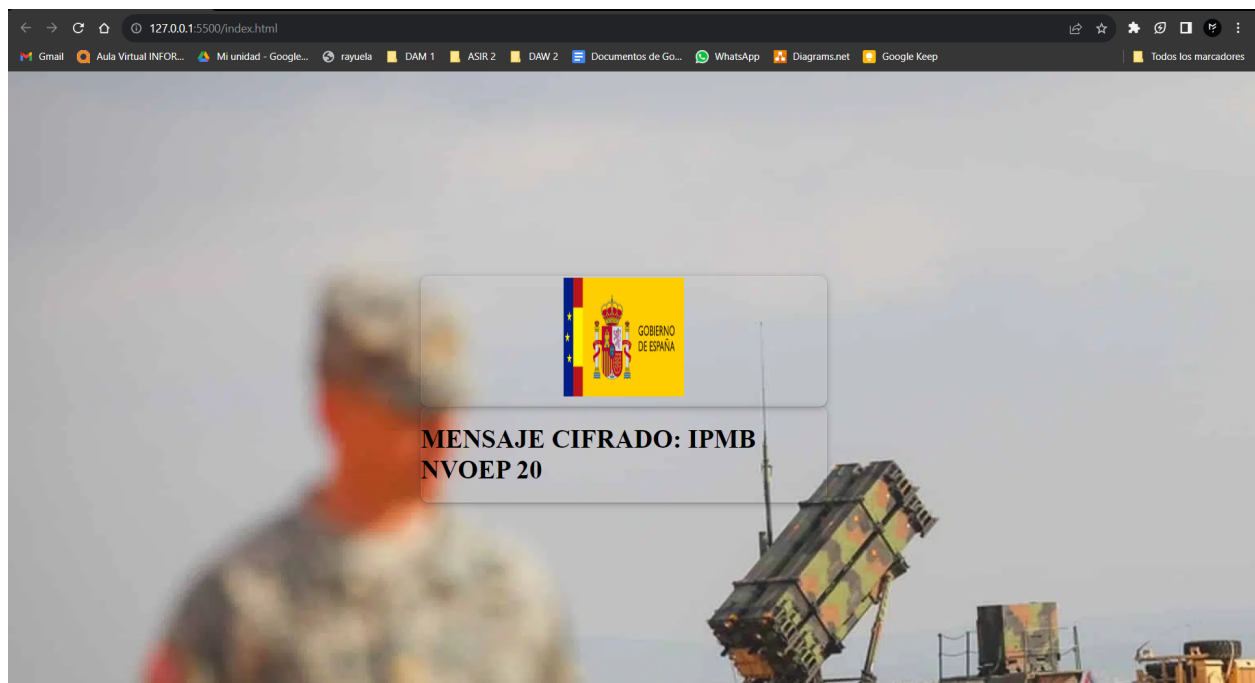 127.0.0.1:5500/index.html
Gmail
Aula Virtual INFOR...
Mi unidad - Google...
rayuela
DAM 1
ASIR 2
DAW 2
Documentos de Go...
WhatsApp
Diagrams.net
Google Keep
Todos los marcadores
GOBIERNO
DE ESPAÑA
MENSAJE CIFRADO: IPMB
NVOEP 20